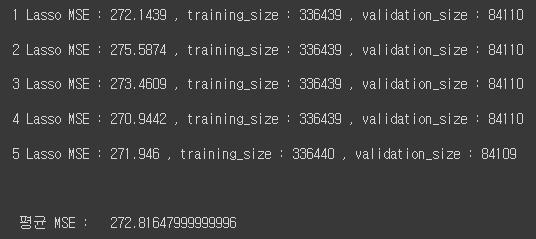 1 Lasso MSE : 272.1439 , training_size : 336439 , validation_size : 84110
2 Lasso MSE : 275.5874 , training_size : 336439 , validation_size : 84110
3 Lasso MSE : 273.4609 , training_size : 336439 , validation_size : 84110
4 Lasso MSE : 270.9442 , training_size : 336439 , validation_size : 84110
5 Lasso MSE : 271.946 , training_size : 336440 , validation_size : 84109
평균 MSE : 272.81647999999996